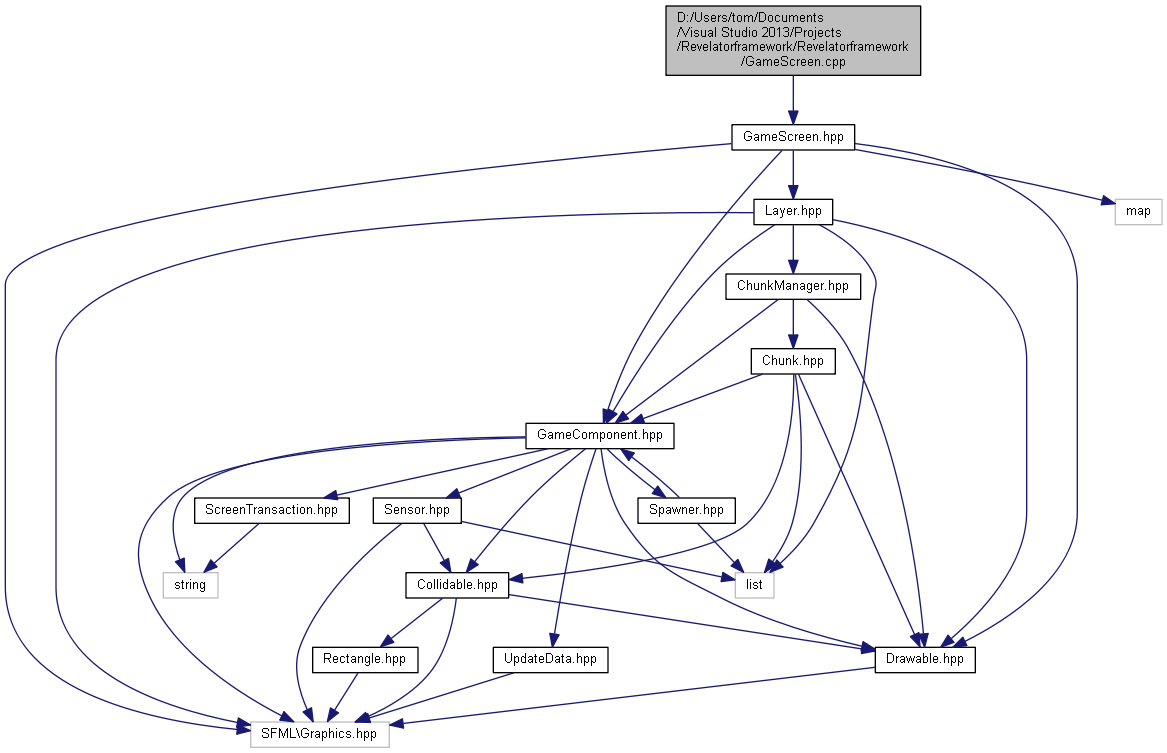 D:/Users/tom/Documents
/Visual Studio 2013/Projects
/Revelatorframework/Revelatorframework
/GameScreen.cpp
GameScreen.hpp
Layer.hpp
map
ChunkManager.hpp
Chunk.hpp
GameComponent.hpp
ScreenTransaction.hpp
Sensor.hpp
Spawner.hpp
string
Collidable.hpp
list
Rectangle.hpp
UpdateData.hpp
Drawable.hpp
SFML\Graphics.hpp